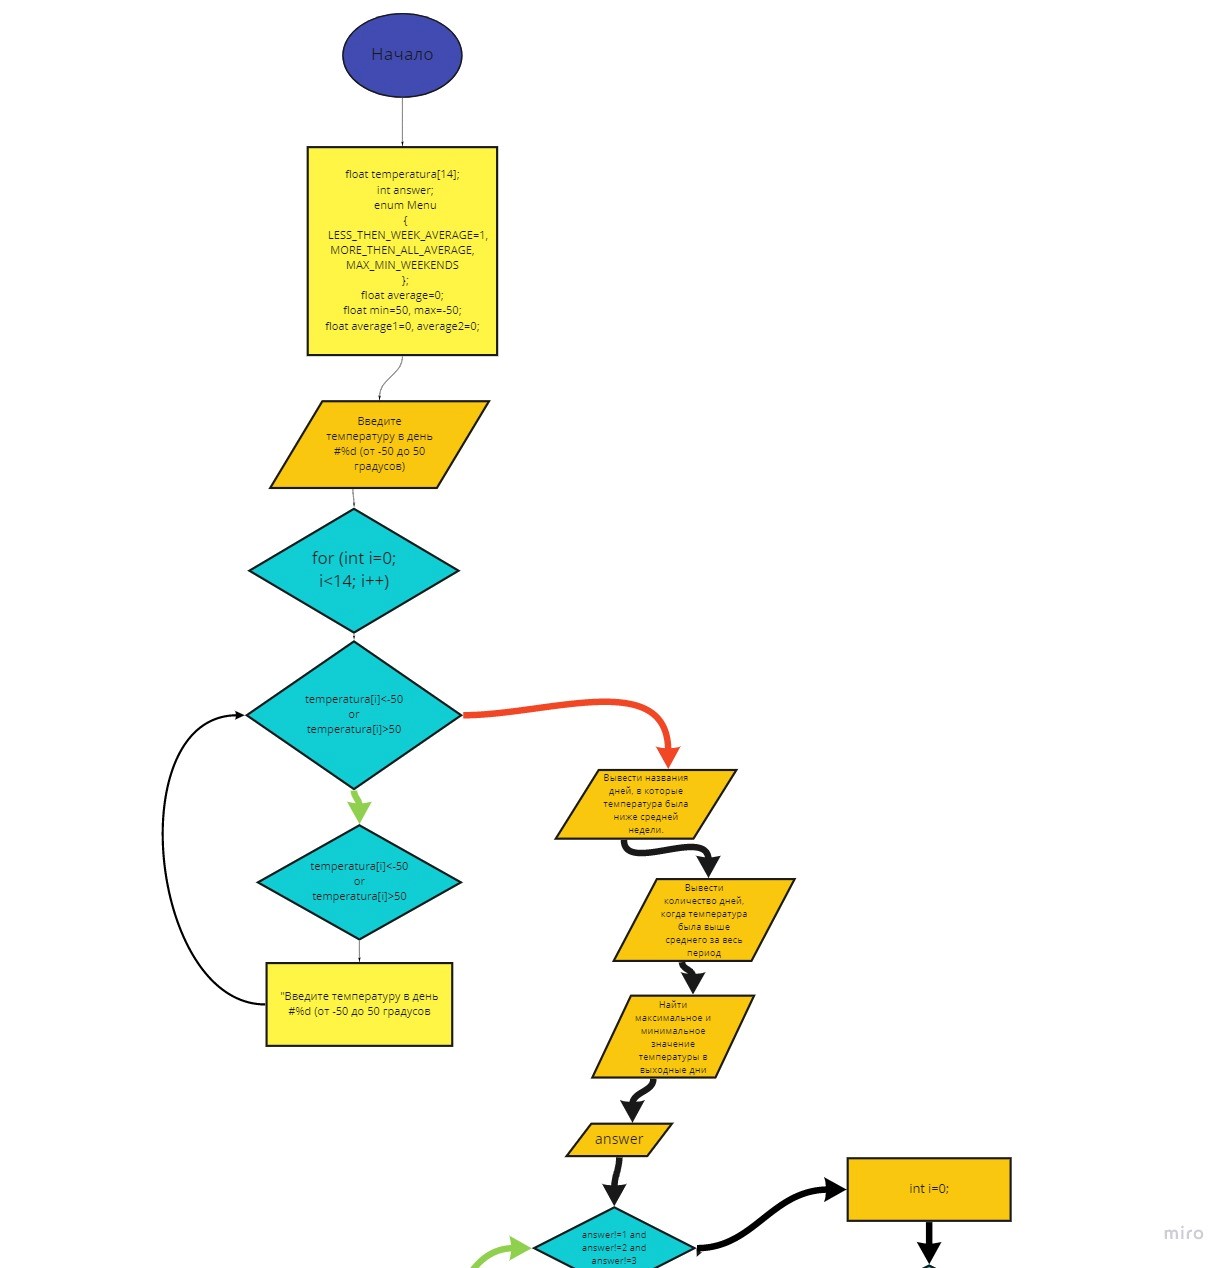 Начало
float temperatura[14];
int answer;
enum Menu
{
LESS_THEN_WEEK_AVERAGE=1,
MORE_THEN_ALL_AVERAGE,
MAX_MIN_WEEKENDS
};
float average=0;
float min=50, max=-50;
float average1=0, average2=0;
Введите
температуру в день
#%d (от -50 до 50
градусов)
for (int i=0;
i<14; i++)
temperatura[i]<-50
or
temperatura[i]>50
temperatura[i]<-50
or
temperatura[i]>50
"Введите температуру в день
#%d (от -50 до 50 градусов
Вывести названия
дней, в которые
температура была
ниже средней
недели.
Вывести
количество дней,
когда температура
была выше
среднего за весь
период
Найти
максимальное и
минимальное
значение
температуры в
выходные дни
answer
answer!=1 and
answer!=2 and
answer!=3
int i=0;
miro